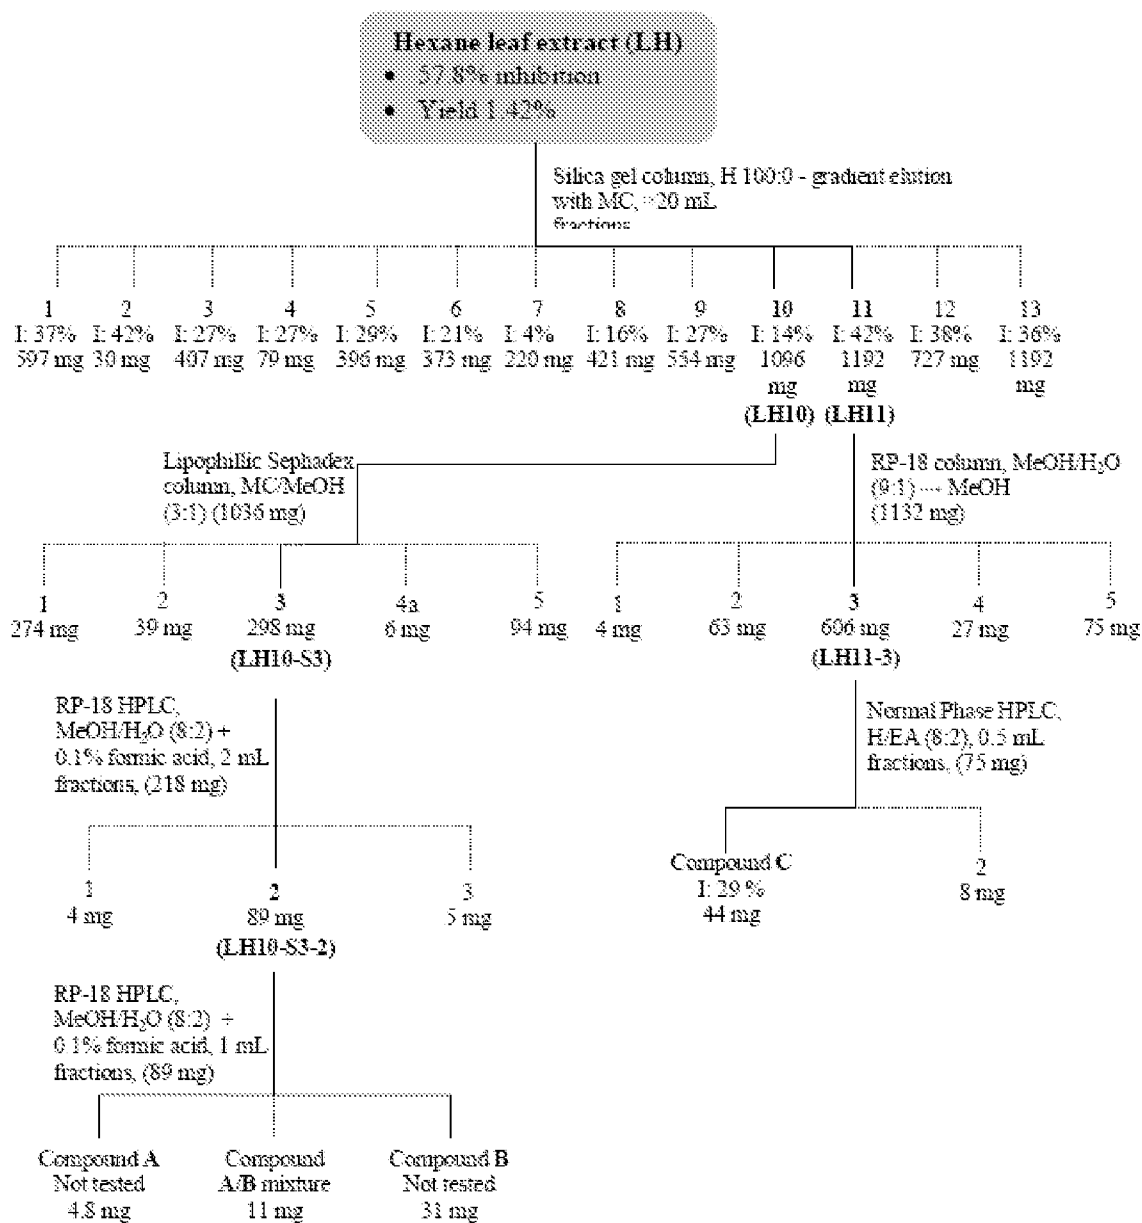 Hexane leaf extract (LH)
• 57.8% inhibition
• Yield 1.42%
Silica gel column, H 100:0 - gradient elution
with MC, ≈20 mL
fractions
1
I: 37%
597 mg
2
I: 42%
30 mg
3
I: 27%
407 mg
4
I: 27%
79 mg
5
I: 29%
396 mg
6
I: 21%
373 mg
7
I: 4%
220 mg
8
I: 16%
421 mg
9
I: 27%
554 mg
10
I: 14%
1096
mg
(LH10)
11
I: 42%
1192
mg
(LH11)
12
I: 38%
727 mg
13
I: 36%
1192
mg
Lipophillic Sephadex
column, MC/MeOH
(3:1) (1036 mg)
RP-18 column, MeOH/H₂O
(9:1) → MeOH
(1132 mg)
1
274 mg
2
39 mg
3
298 mg
(LH10-S3)
4a
6 mg
5
94 mg
1
4 mg
2
63 mg
3
606 mg
(LH11-3)
4
27 mg
5
75 mg
RP-18 HPLC,
MeOH/H₂O (8:2) +
0.1% formic acid, 2 mL
fractions, (218 mg)
Normal Phase HPLC,
H/EA (8:2), 0.5 mL
fractions, (75 mg)
1
4 mg
2
89 mg
(LH10-S3-2)
3
5 mg
Compound C
I: 29 %
44 mg
2
8 mg
RP-18 HPLC,
MeOH/H₂O (8:2) +
0.1% formic acid, 1 mL
fractions, (89 mg)
Compound A
Not tested
4.8 mg
Compound
A/B mixture
11 mg
Compound B
Not tested
31 mg